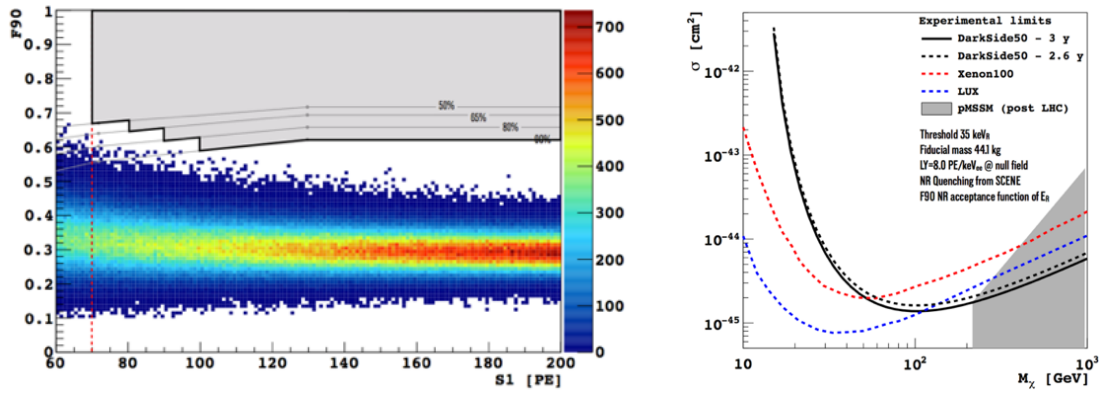 F90
1
0.9
0.8
0.7
0.6
0.5
0.4
0.3
0.2
0.1
0
60
80
100
120
140
160
180
200
S1 [PE]
50%
65%
80%
90%
700
600
500
400
300
200
100
0
σ [cm²]
10⁻⁴²
10⁻⁴³
10⁻⁴⁴
10⁻⁴⁵
10
10²
10³
Mχ [GeV]
Experimental limits
DarkSide50 - 3 y
DarkSide50 - 2.6 y
Xenon100
LUX
pMSSM (post LHC)
Threshold 35 keV_R
Fiducial mass 44.1 kg
LY=8.0 PE/keV_ee @ null field
NR Quenching from SCENE
F90 NR acceptance function of E_R